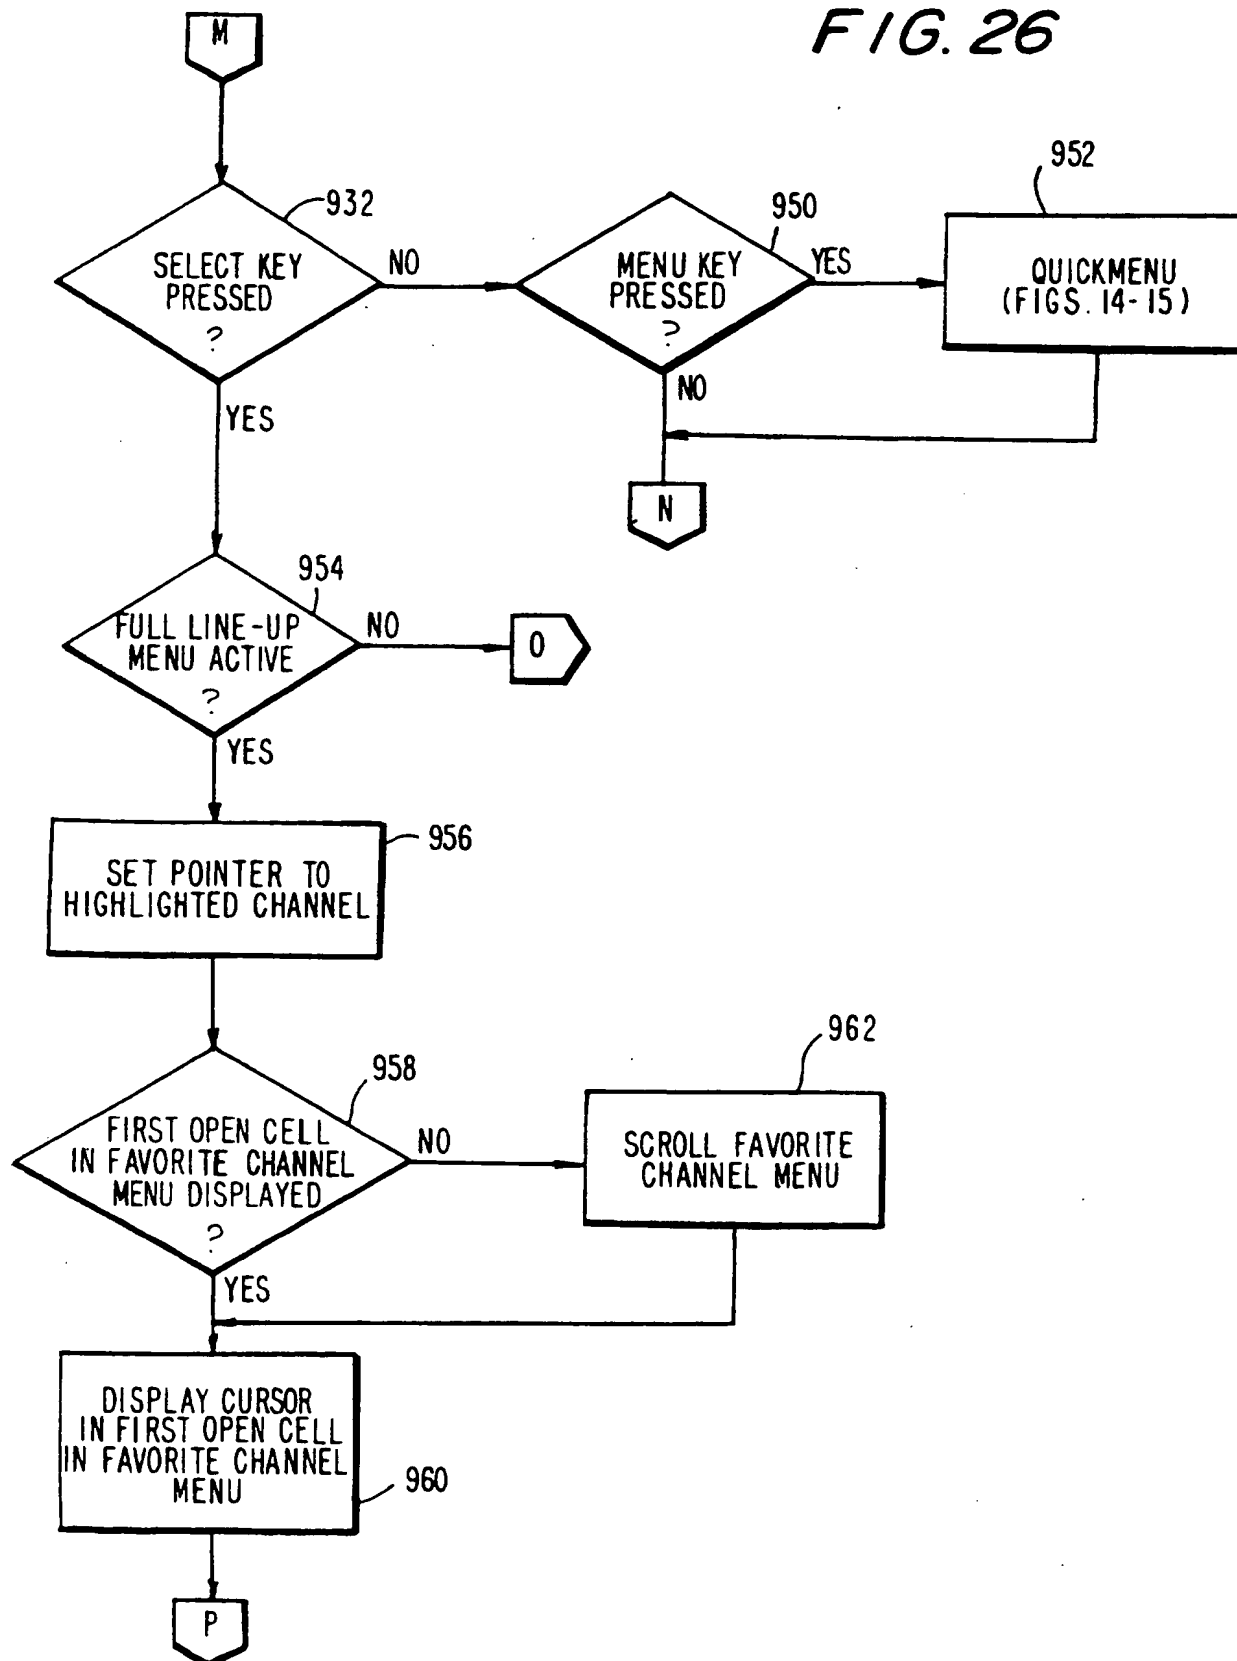 FIG. 26
M
932
SELECT KEY
PRESSED
?
NO
YES
950
MENU KEY
PRESSED
?
YES
NO
952
QUICKMENU
(FIGS. 14-15)
N
954
FULL LINE-UP
MENU ACTIVE
?
NO
YES
O
956
SET POINTER TO
HIGHLIGHTED CHANNEL
958
FIRST OPEN CELL
IN FAVORITE CHANNEL
MENU DISPLAYED
?
NO
YES
962
SCROLL FAVORITE
CHANNEL MENU
DISPLAY CURSOR
IN FIRST OPEN CELL
IN FAVORITE CHANNEL
MENU
960
P